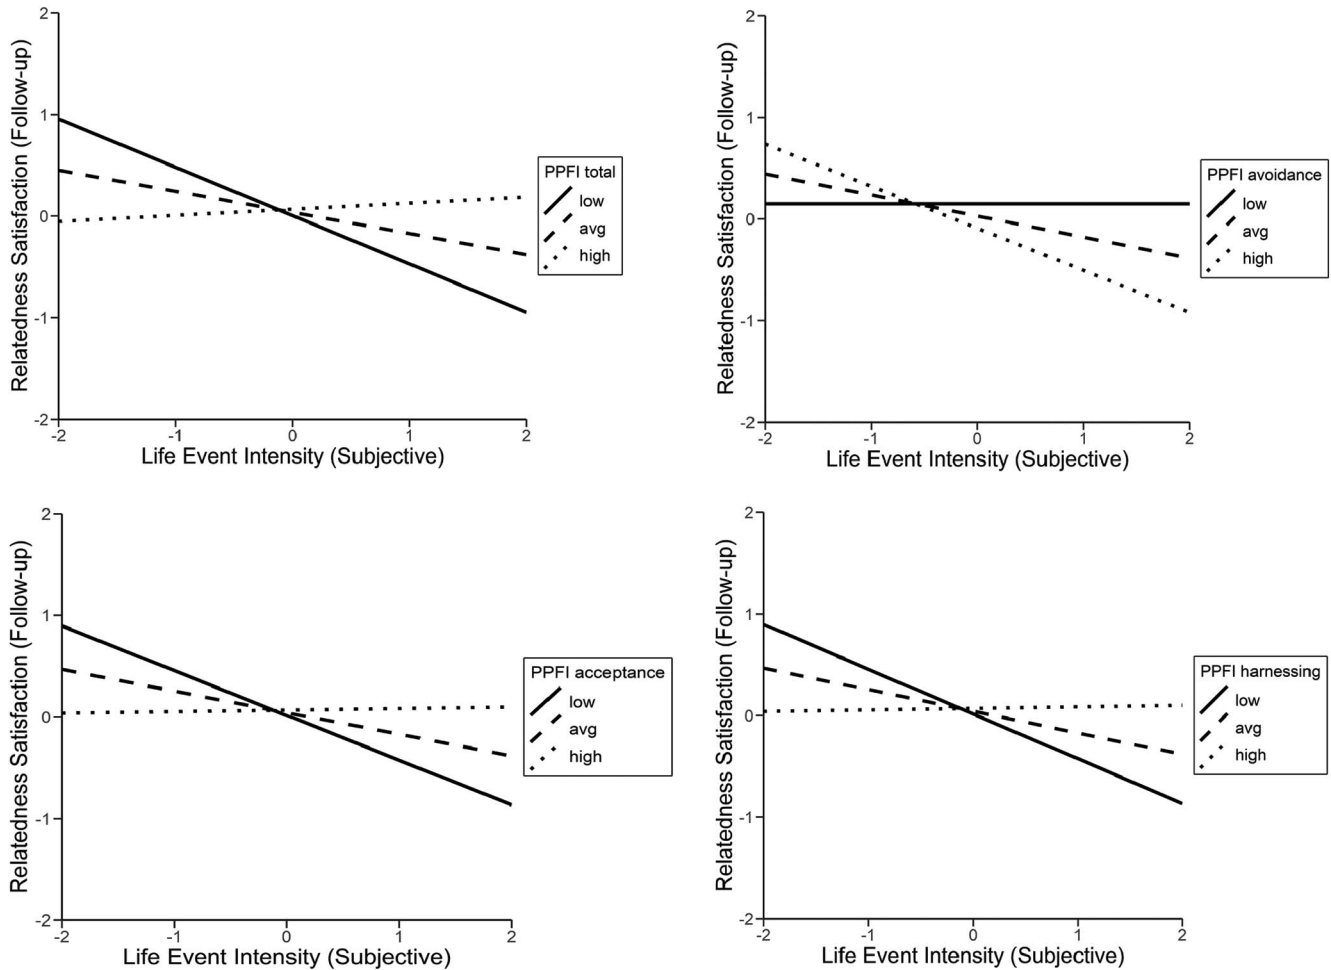 2
1
0
-1
-2
Relatedness Satisfaction (Follow-up)
-2 -1 0 1 2
Life Event Intensity (Subjective)
PPFI total
low
avg
high
2
1
0
-1
-2
Relatedness Satisfaction (Follow-up)
-2 -1 0 1 2
Life Event Intensity (Subjective)
PPFI avoidance
low
avg
high
2
1
0
-1
-2
Relatedness Satisfaction (Follow-up)
-2 -1 0 1 2
Life Event Intensity (Subjective)
PPFI acceptance
low
avg
high
2
1
0
-1
-2
Relatedness Satisfaction (Follow-up)
-2 -1 0 1 2
Life Event Intensity (Subjective)
PPFI harnessing
low
avg
high